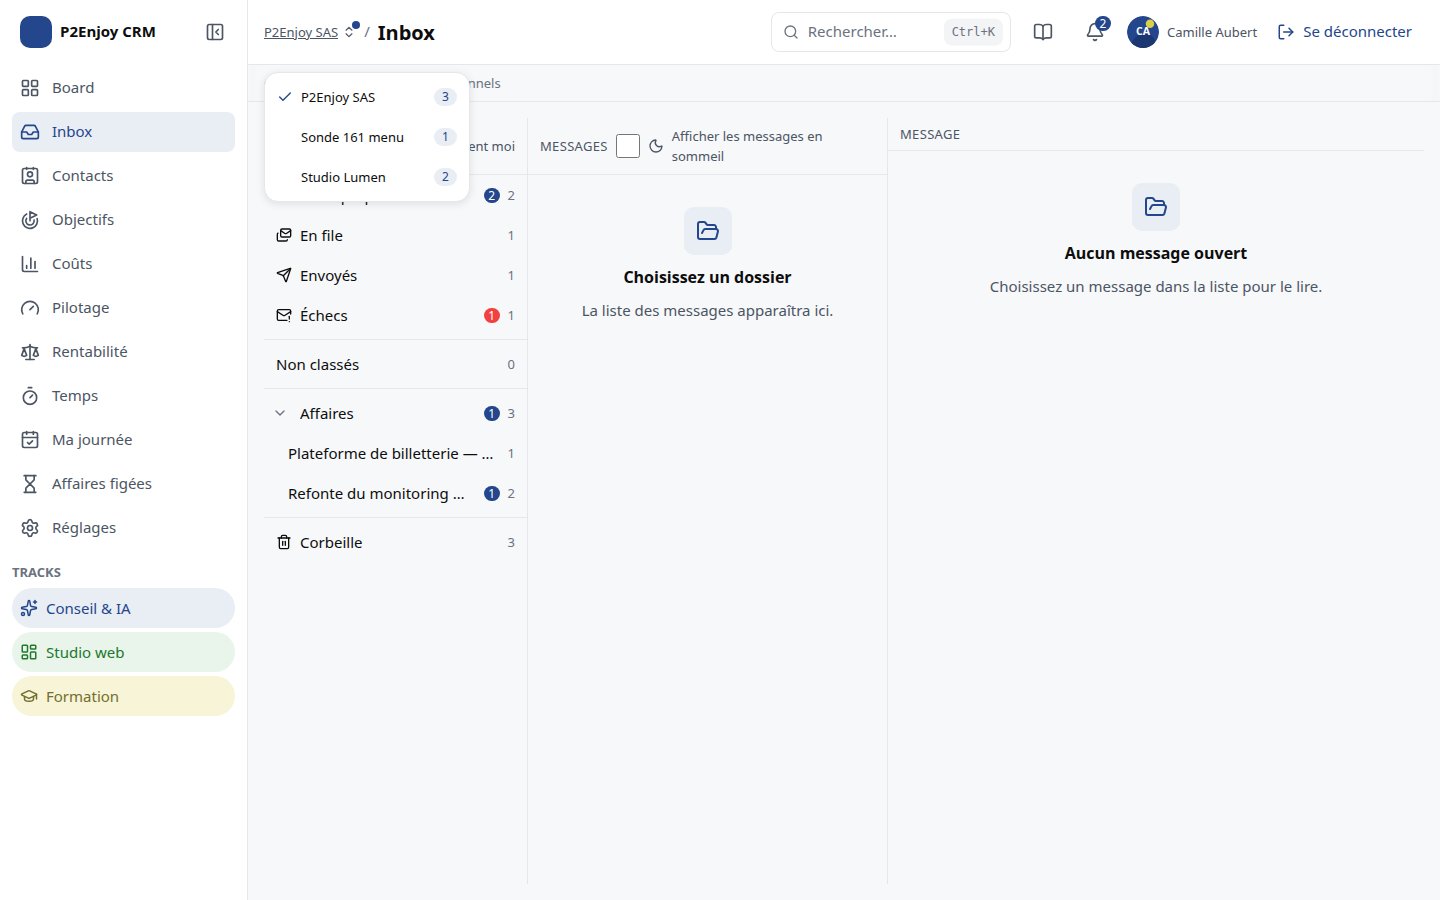 P2Enjoy CRM
Board
Inbox
Contacts
Objectifs
Coûts
Pilotage
Rentabilité
Temps
Ma journée
Affaires figées
Réglages
TRACKS
Conseil & IA
Studio web
Formation
P2Enjoy SAS / Inbox
Rechercher...
Ctrl+K
2
CA
Camille Aubert
Se déconnecter
nnels
P2Enjoy SAS 3
Sonde 161 menu 1
Studio Lumen 2
ent moi
2 2
En file 1
Envoyés 1
Échecs 1 1
Non classés 0
Affaires 1 3
Plateforme de billetterie — ... 1
Refonte du monitoring ... 1 2
Corbeille 3
MESSAGES
Afficher les messages en
sommeil
Choisissez un dossier
La liste des messages apparaîtra ici.
MESSAGE
Aucun message ouvert
Choisissez un message dans la liste pour le lire.